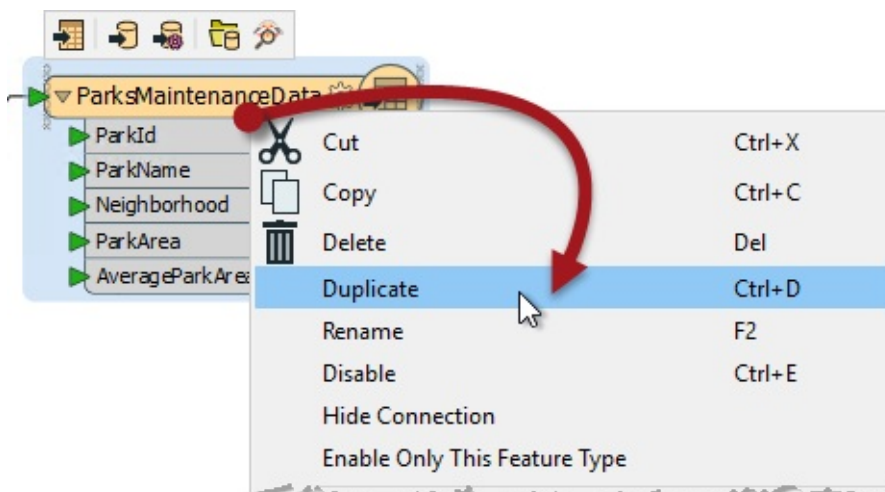 ParksMaintenanceData
ParkId
ParkName
Neighborhood
ParkArea
AverageParkArea
Cut Ctrl+X
Copy Ctrl+C
Delete Del
Duplicate Ctrl+D
Rename F2
Disable Ctrl+E
Hide Connection
Enable Only This Feature Type